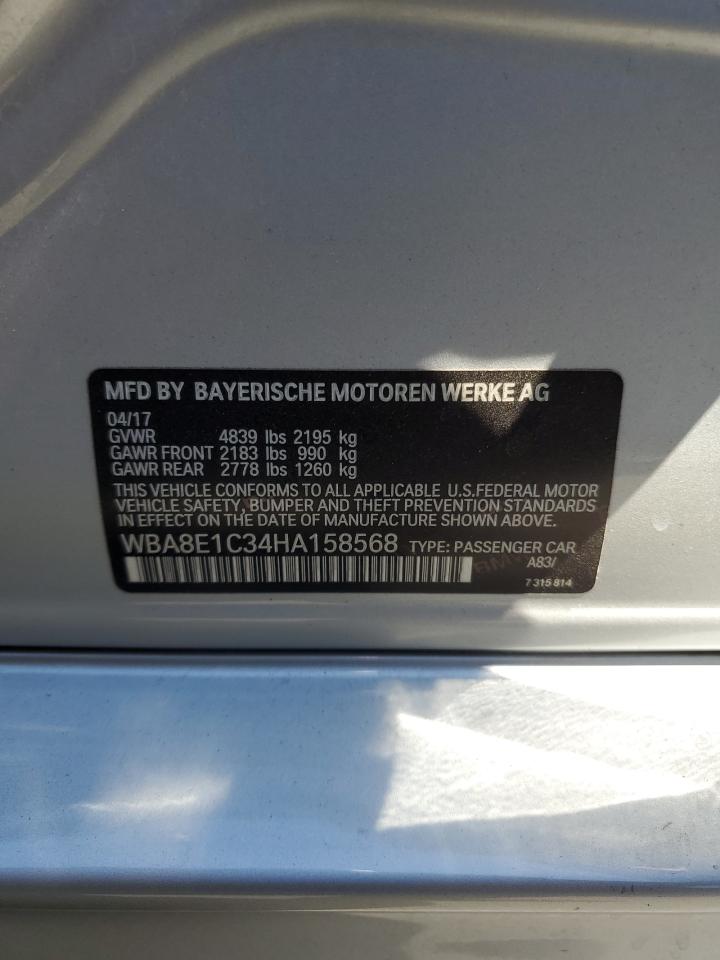 MFD BY BAYERISCHE MOTOREN WERKE AG
04/17
GVWR 4839 lbs 2195 kg
GAWR FRONT 2183 lbs 990 kg
GAWR REAR 2778 lbs 1260 kg
THIS VEHICLE CONFORMS TO ALL APPLICABLE U.S.FEDERAL MOTOR
VEHICLE SAFETY, BUMPER AND THEFT PREVENTION STANDARDS
IN EFFECT ON THE DATE OF MANUFACTURE SHOWN ABOVE:
WBA8E1C34HA158568 TYPE: PASSENGER CAR
BMW A83/
7 315 814